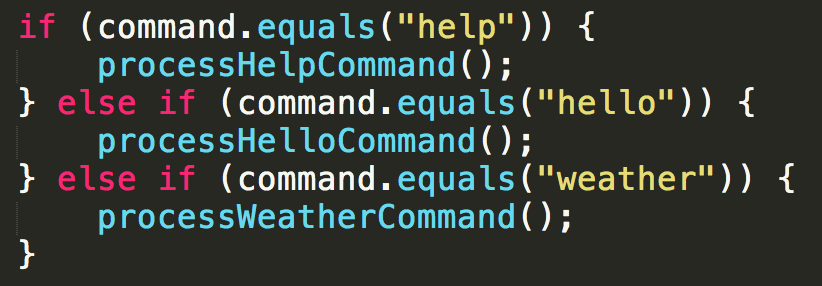 if (command.equals("help")) {
    processHelpCommand();
} else if (command.equals("hello")) {
    processHelloCommand();
} else if (command.equals("weather")) {
    processWeatherCommand();
}